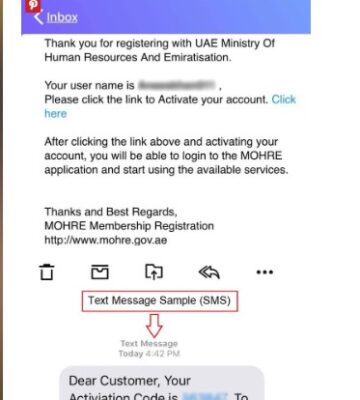 Inbox
Thank you for registering with UAE Ministry Of
Human Resources And Emiratisation.
Your user name is ,
Please click the link to Activate your account. Click
here
After clicking the link above and activating your
account, you will be able to login to the MOHRE
application and start using the available services.
Thanks and Best Regards,
MOHRE Membership Registration
http://www.mohre.gov.ae
Text Message Sample (SMS)
Text Message
Today 4:42 PM
Dear Customer, Your
Activiation Code is . To